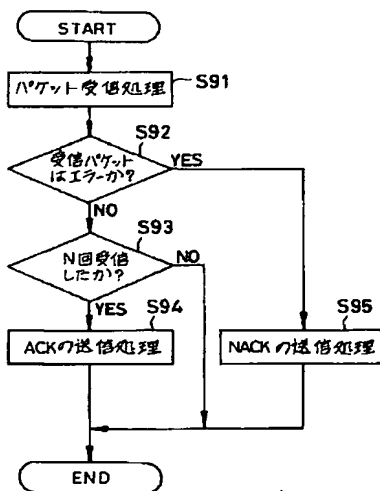 START
パケット受信処理
S91
S92
受信パケット
はエラーか?
YES
NO
S93
N回受信
したか?
NO
YES
S94
ACKの送信処理
S95
NACKの送信処理
END